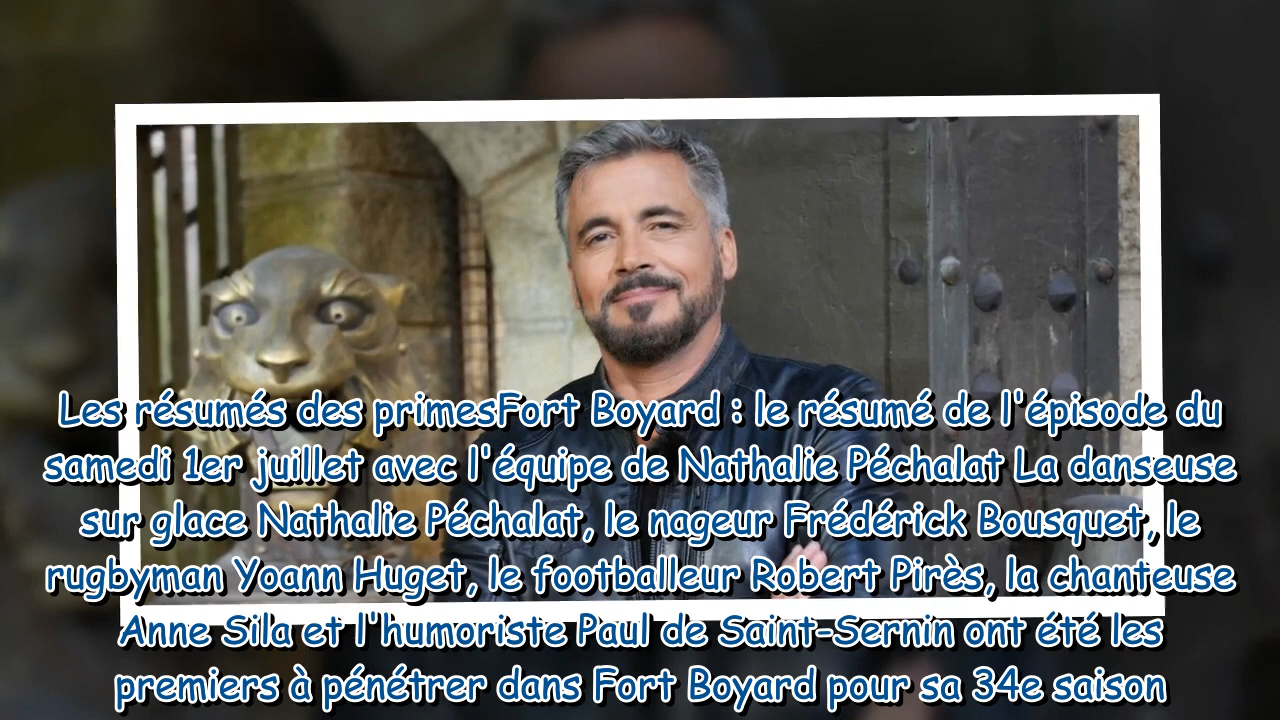 Les résumés des primesFort Boyard : le résumé de l'épisode du
samedi 1er juillet avec l'équipe de Nathalie Péchalat La danseuse
sur glace Nathalie Péchalat, le nageur Frédérick Bousquet, le
rugbyman Yoann Huget, le footballeur Robert Pirès, la chanteuse
Anne Sila et l'humoriste Paul de Saint-Sernin ont été les
premiers à pénétrer dans Fort Boyard pour sa 34e saison